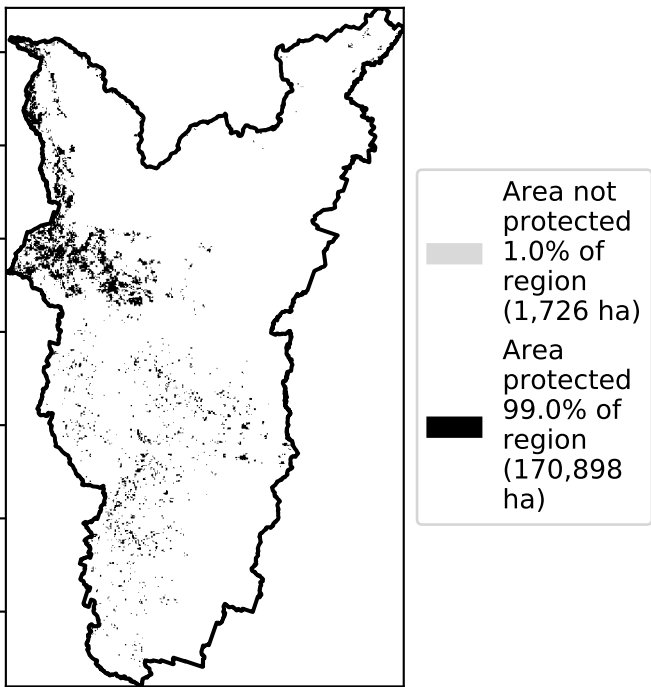 Area not
protected
1.0% of
region
(1,726 ha)
Area
protected
99.0% of
region
(170,898
ha)